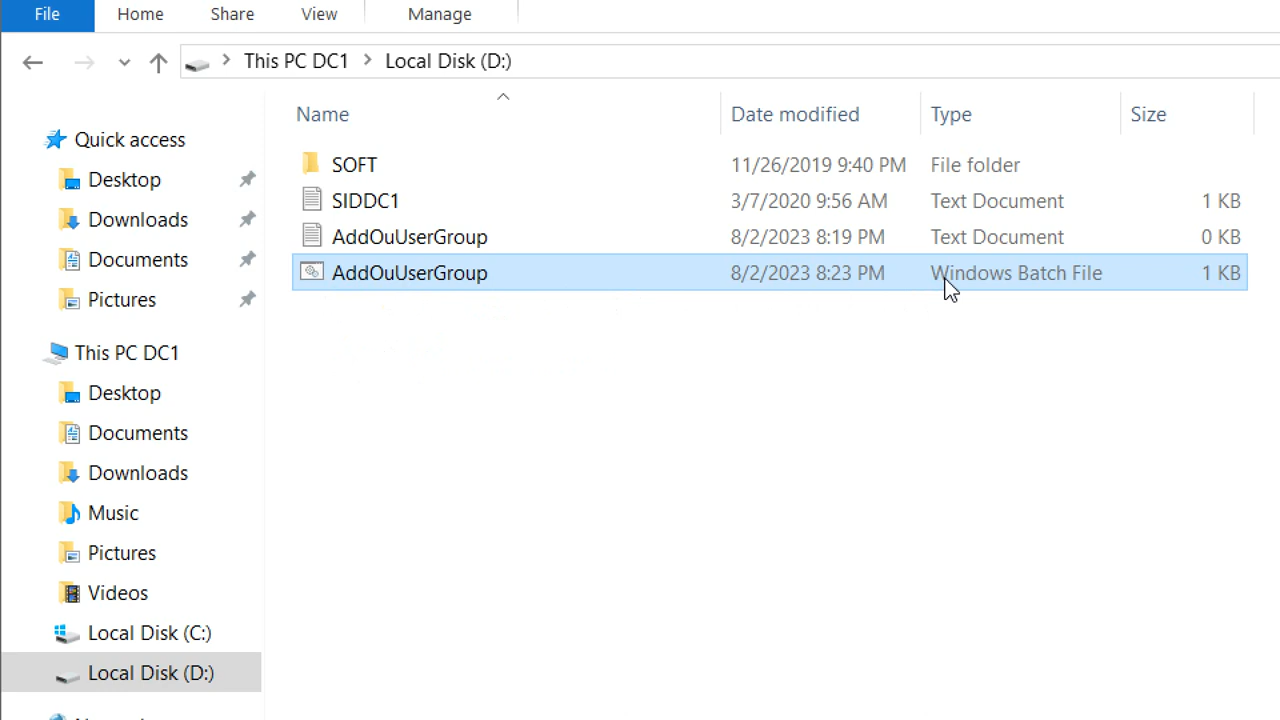 File Home Share View Manage
This PC DC1 Local Disk (D:)
Name Date modified Type Size
Quick access
Desktop
Downloads
Documents
Pictures
This PC DC1
Desktop
Documents
Downloads
Music
Pictures
Videos
Local Disk (C:)
Local Disk (D:)
SOFT 11/26/2019 9:40 PM File folder
SIDDC1 3/7/2020 9:56 AM Text Document 1 KB
AddOuUserGroup 8/2/2023 8:19 PM Text Document 0 KB
AddOuUserGroup 8/2/2023 8:23 PM Windows Batch File 1 KB